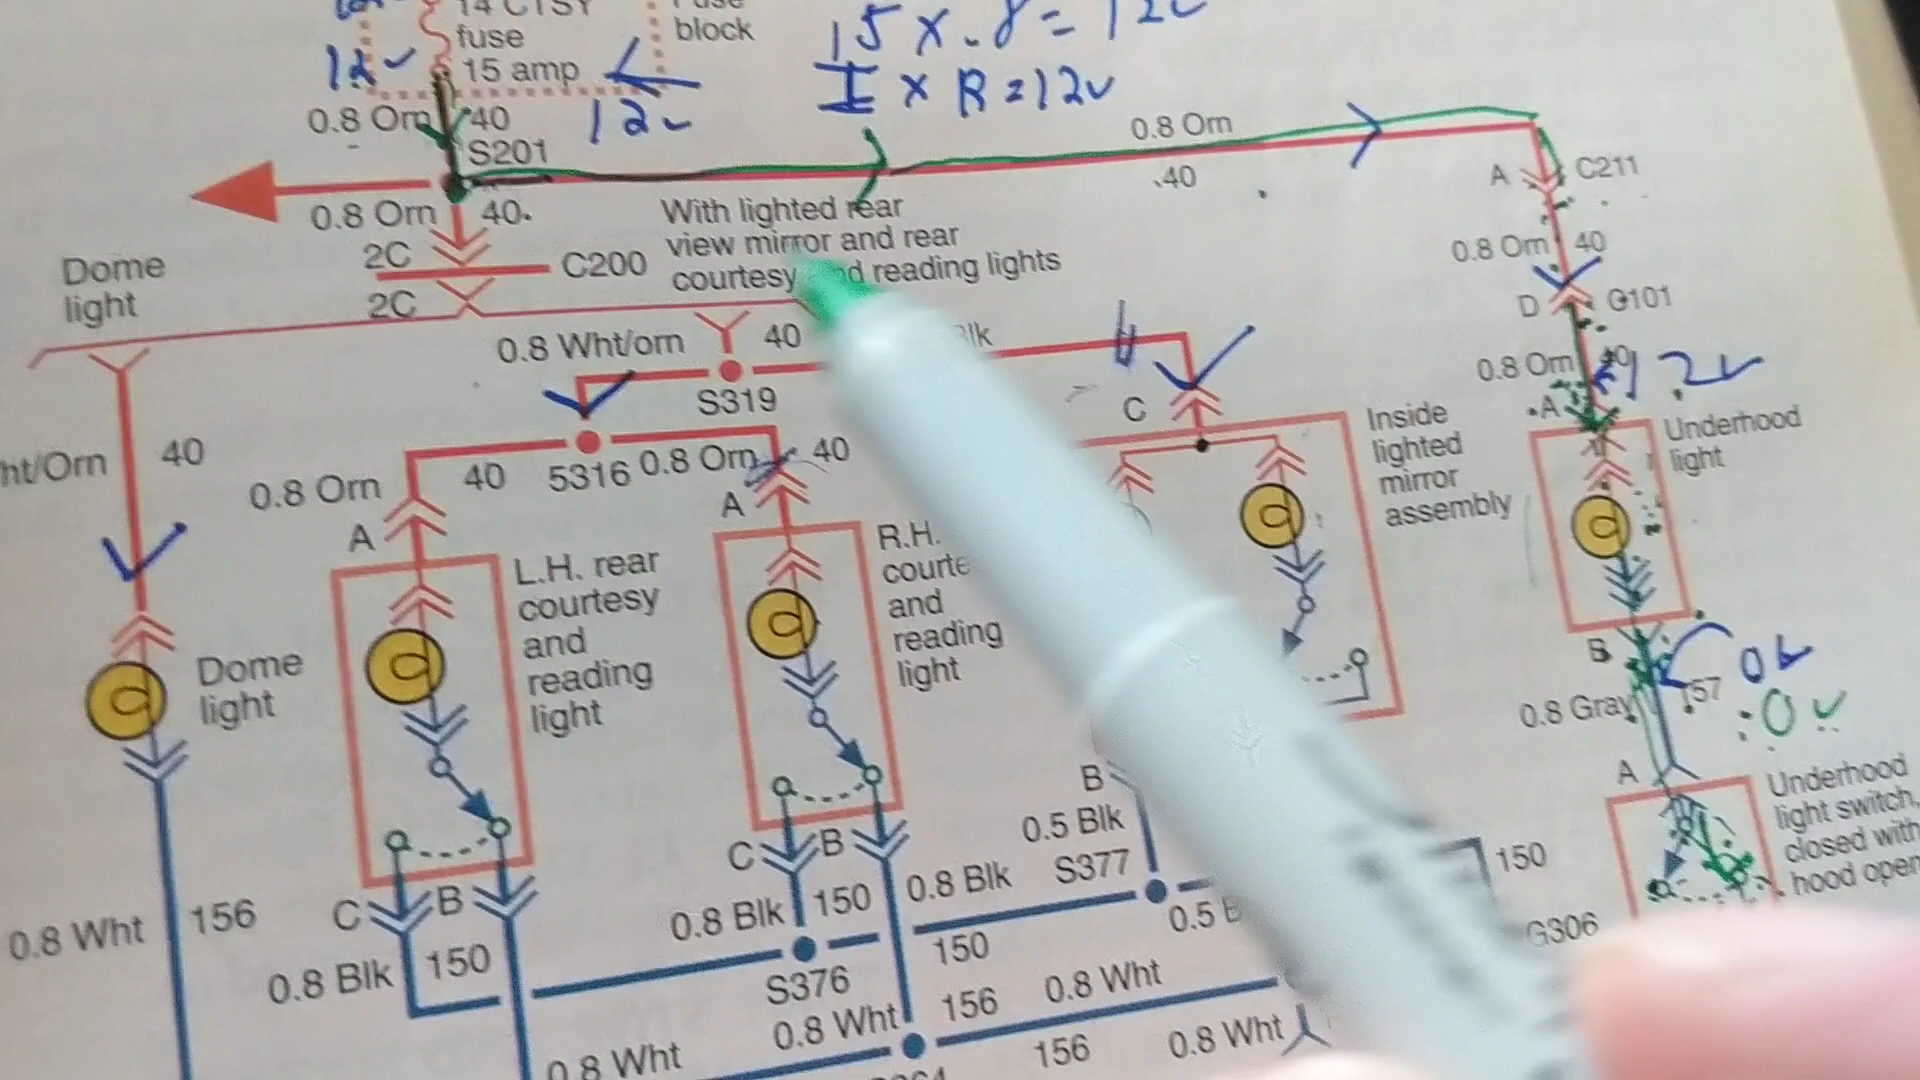 14 CTSY
fuse
15 amp
block
12v
12v
15 x .8 = 12v
I x R = 12v
0.8 Orn
40
S201
0.8 Orn
40
A
C211
0.8 Orn
40
With lighted rear
view mirror and rear
courtesy and reading lights
2C
C200
2C
Dome
light
0.8 Orn
40
D
0.8 Orn
12v
A
Underhood
light
0.8 Wht/orn
40
S319
C
Inside
lighted
mirror
assembly
40
0.8 Orn
40
5316
0.8 Orn
40
A
A
L.H. rear
courtesy
and
reading
light
R.H.
and
reading
light
Dome
light
B
0v
0.8 Gray
157
0v
A
Underhood
light switch,
closed with
hood open
B
0.5 Blk
S377
150
C
B
0.8 Blk
150
0.8 Blk
G306
150
S376
0.8 Wht
156
C
B
0.8 Blk
150
0.8 Wht
156
0.8 Wht
0.8 Wht
156
0.8 Wht